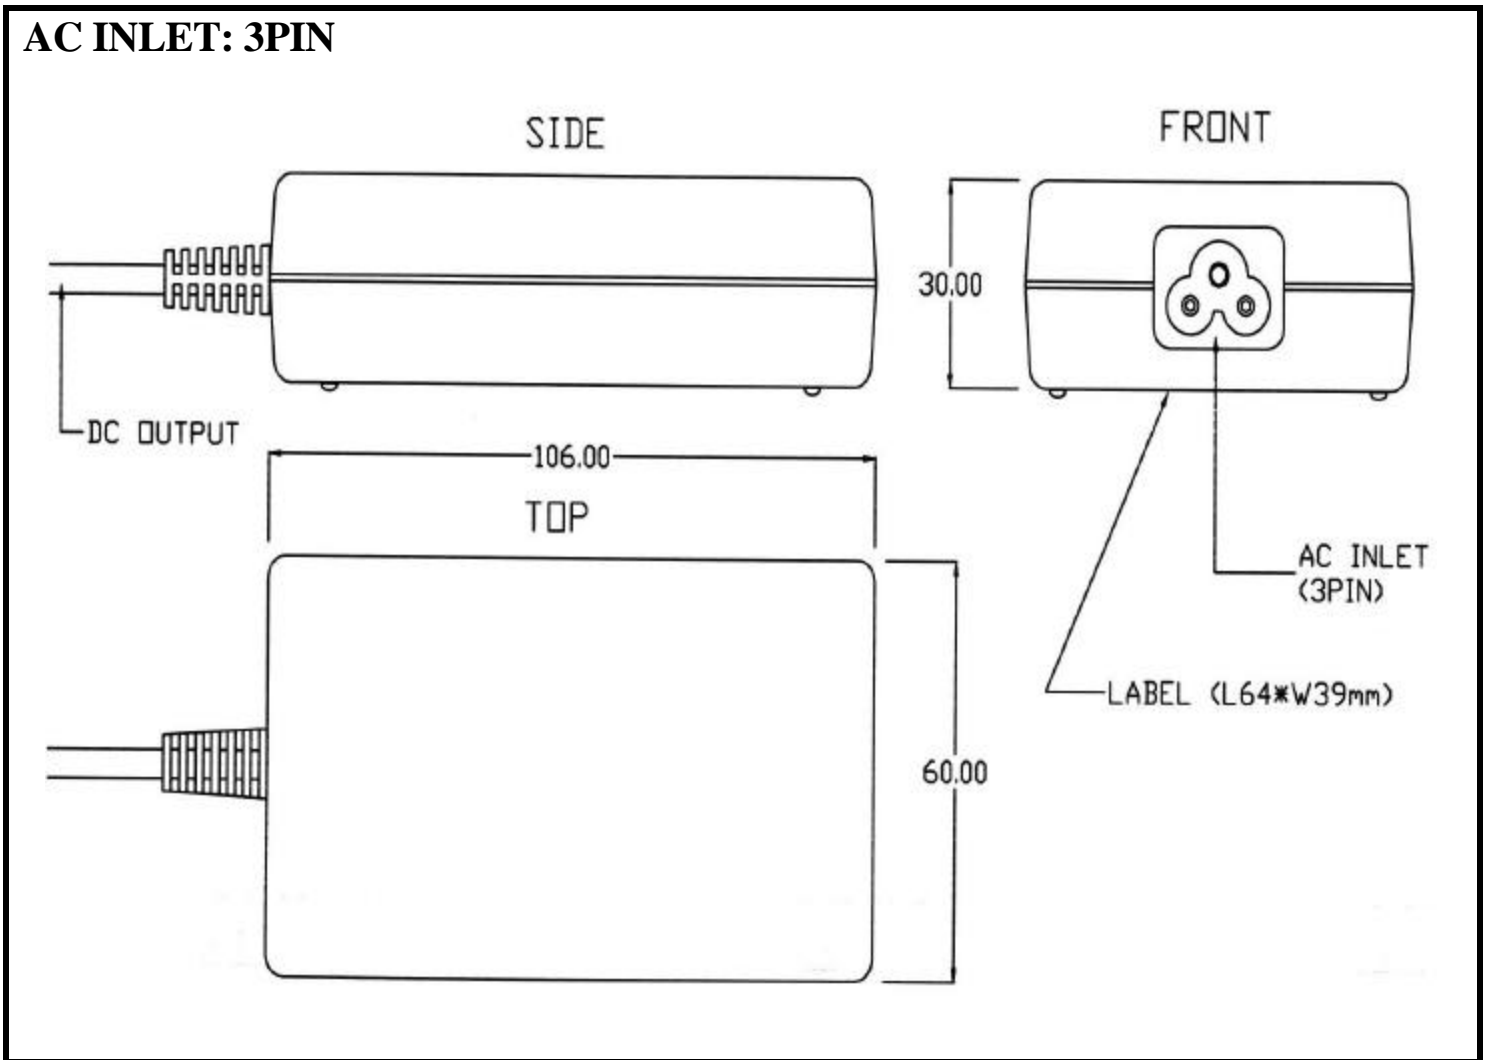 AC INLET: 3PIN
SIDE
FRONT
30.00
DC OUTPUT
106.00
TOP
AC INLET
(3PIN)
LABEL (L64*W39mm)
60.00